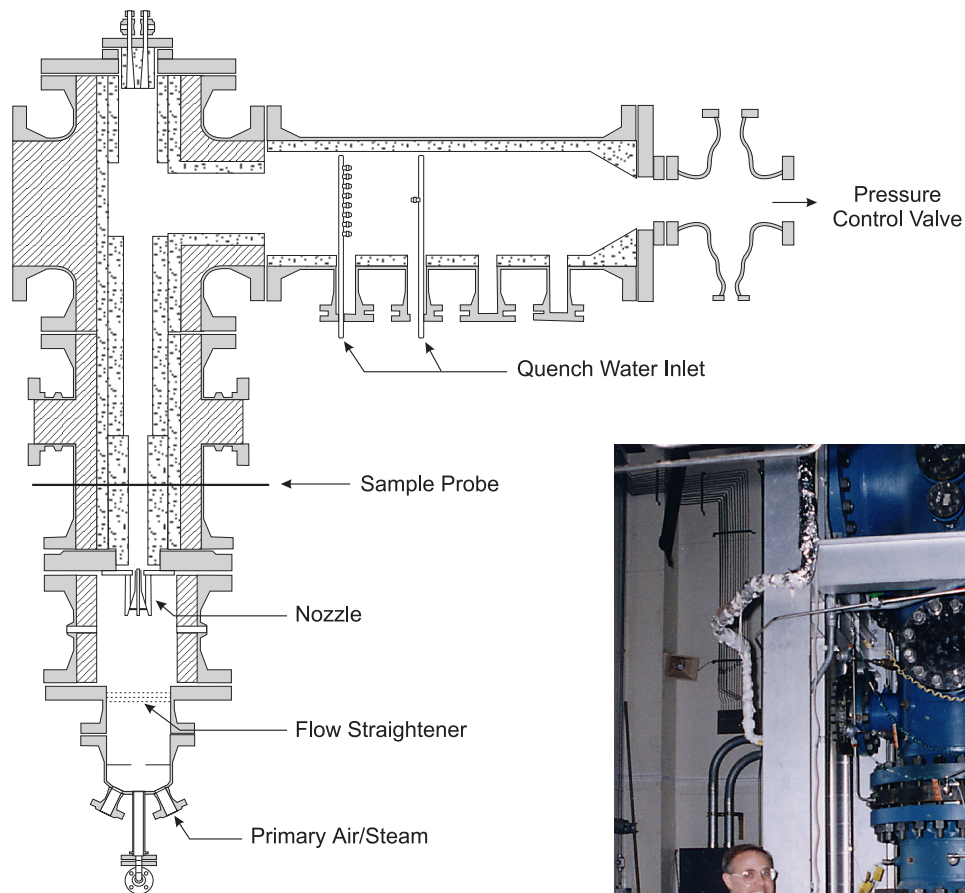 Pressure
Control Valve
Quench Water Inlet
Sample Probe
Nozzle
Flow Straightener
Primary Air/Steam